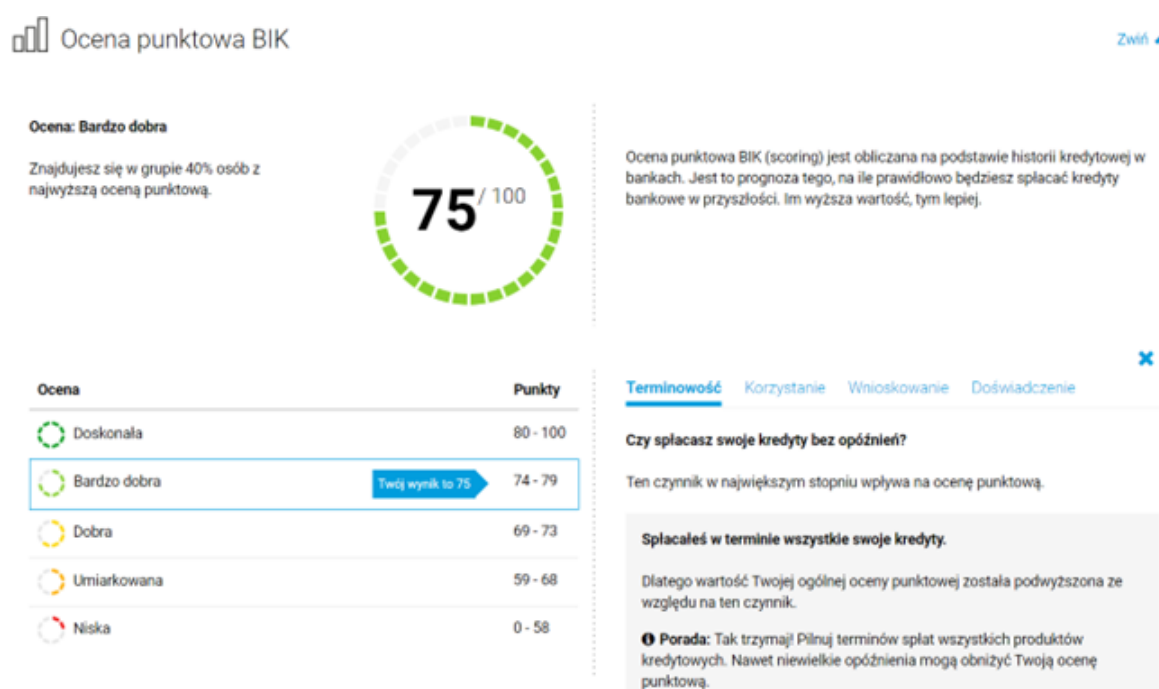 Ocena punktowa BIK
Zwiń
Ocena: Bardzo dobra
Znajdujesz się w grupie 40% osób z
najwyższą oceną punktową.
75 / 100
Ocena punktowa BIK (scoring) jest obliczana na podstawie historii kredytowej w
bankach. Jest to prognoza tego, na ile prawidłowo będziesz spłacać kredyty
bankowe w przyszłości. Im wyższa wartość, tym lepiej.
Ocena Punkty
Doskonała 80 - 100
Bardzo dobra Twój wynik to 75 74 - 79
Dobra 69 - 73
Umiarkowana 59 - 68
Niska 0 - 58
Terminowość Korzystanie Wnioskowanie Doświadczenie
Czy spłacasz swoje kredyty bez opóźnień?
Ten czynnik w największym stopniu wpływa na ocenę punktową.
Spłacałeś w terminie wszystkie swoje kredyty.
Dlatego wartość Twojej ogólnej oceny punktowej została podwyższona ze
względu na ten czynnik.
Porada: Tak trzymaj! Pilnuj terminów spłat wszystkich produktów
kredytowych. Nawet niewielkie opóźnienia mogą obniżyć Twoją ocenę
punktową.